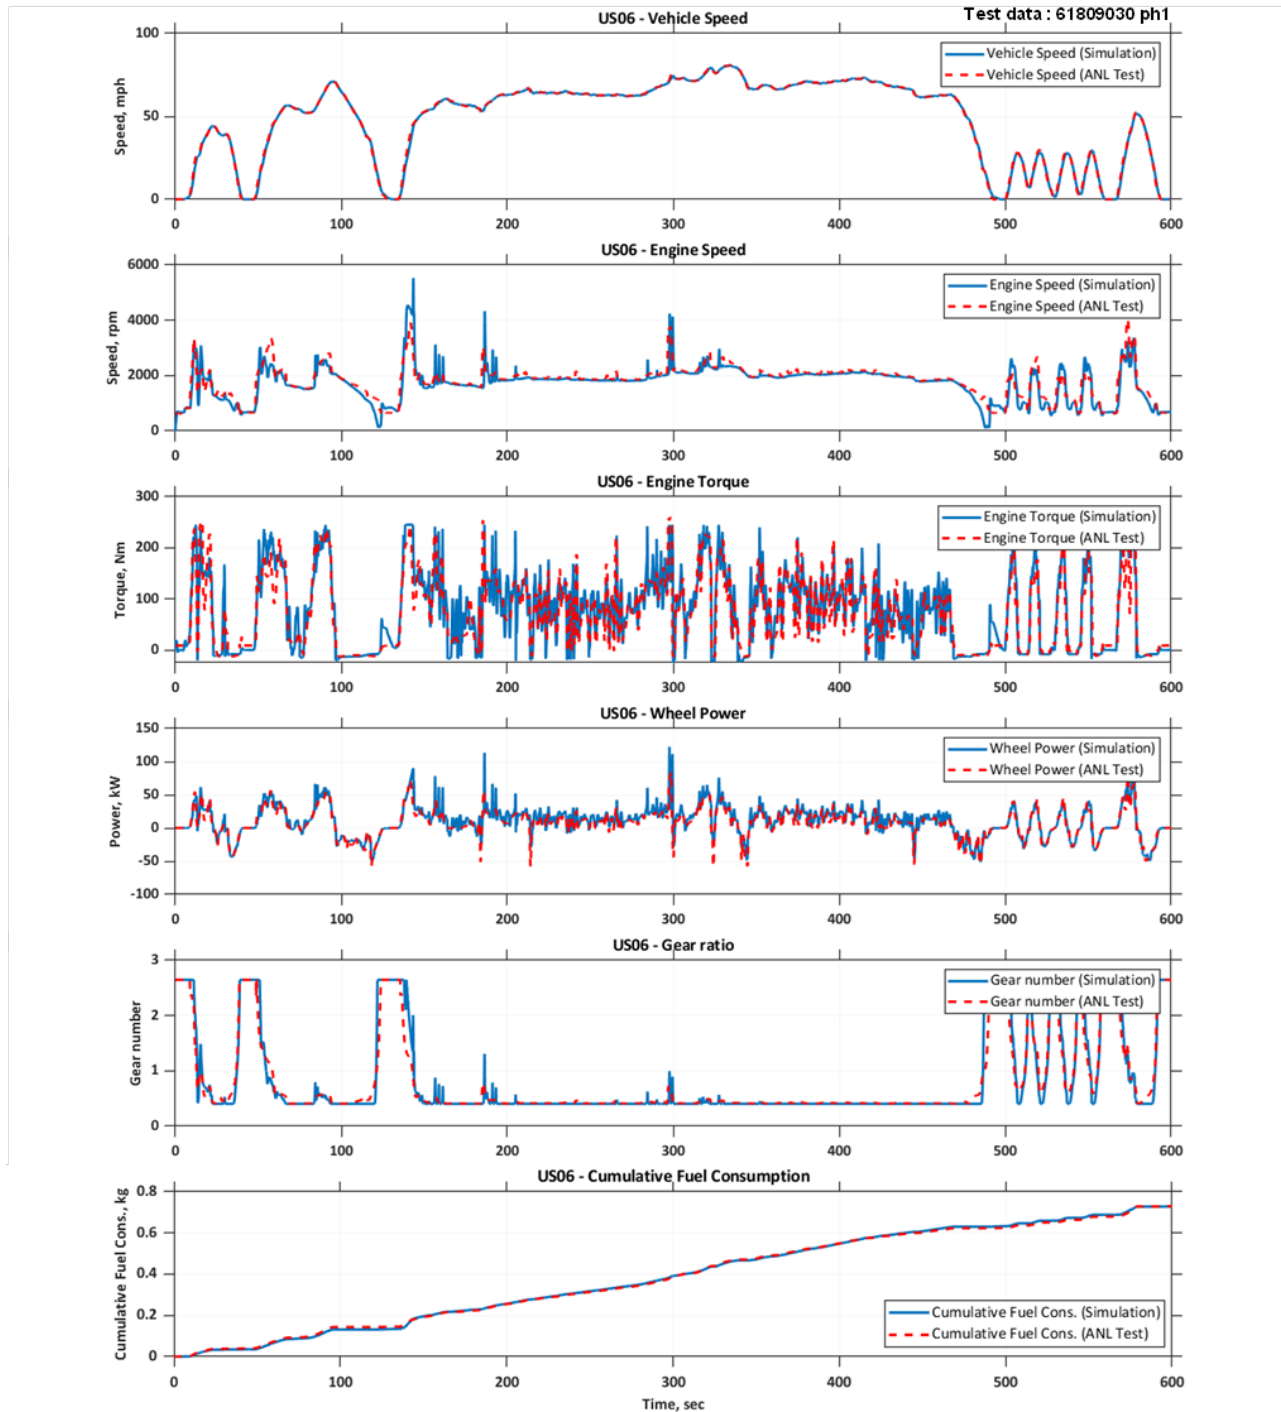 US06 - Vehicle Speed
Test data : 61809030 ph1
Speed, mph
100
50
0
Vehicle Speed (Simulation)
Vehicle Speed (ANL Test)
0 100 200 300 400 500 600
US06 - Engine Speed
Speed, rpm
6000
4000
2000
0
Engine Speed (Simulation)
Engine Speed (ANL Test)
0 100 200 300 400 500 600
US06 - Engine Torque
Torque, Nm
300
200
100
0
Engine Torque (Simulation)
Engine Torque (ANL Test)
0 100 200 300 400 500 600
US06 - Wheel Power
Power, kW
150
100
50
0
-50
-100
Wheel Power (Simulation)
Wheel Power (ANL Test)
0 100 200 300 400 500 600
US06 - Gear ratio
Gear number
3
2
1
0
Gear number (Simulation)
Gear number (ANL Test)
0 100 200 300 400 500 600
US06 - Cumulative Fuel Consumption
Cumulative Fuel Cons., kg
0.8
0.6
0.4
0.2
0
Cumulative Fuel Cons. (Simulation)
Cumulative Fuel Cons. (ANL Test)
0 100 200 300 400 500 600
Time, sec